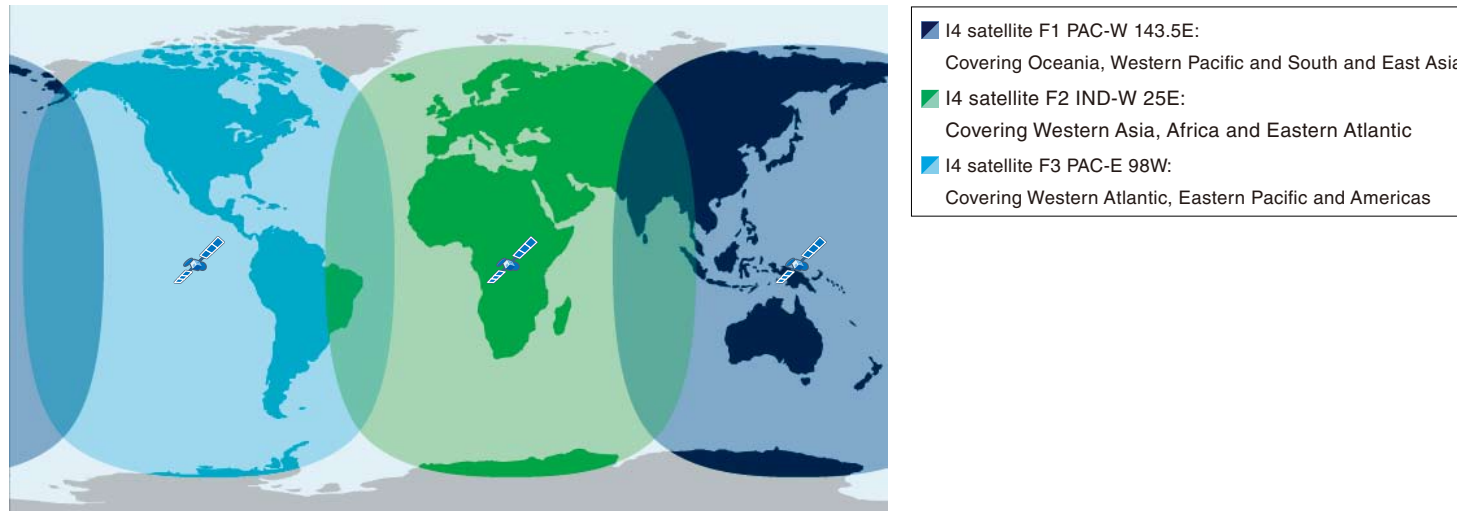 I4 satellite F1 PAC-W 143.5E:
Covering Oceania, Western Pacific and South and East Asia
I4 satellite F2 IND-W 25E:
Covering Western Asia, Africa and Eastern Atlantic
I4 satellite F3 PAC-E 98W:
Covering Western Atlantic, Eastern Pacific and Americas